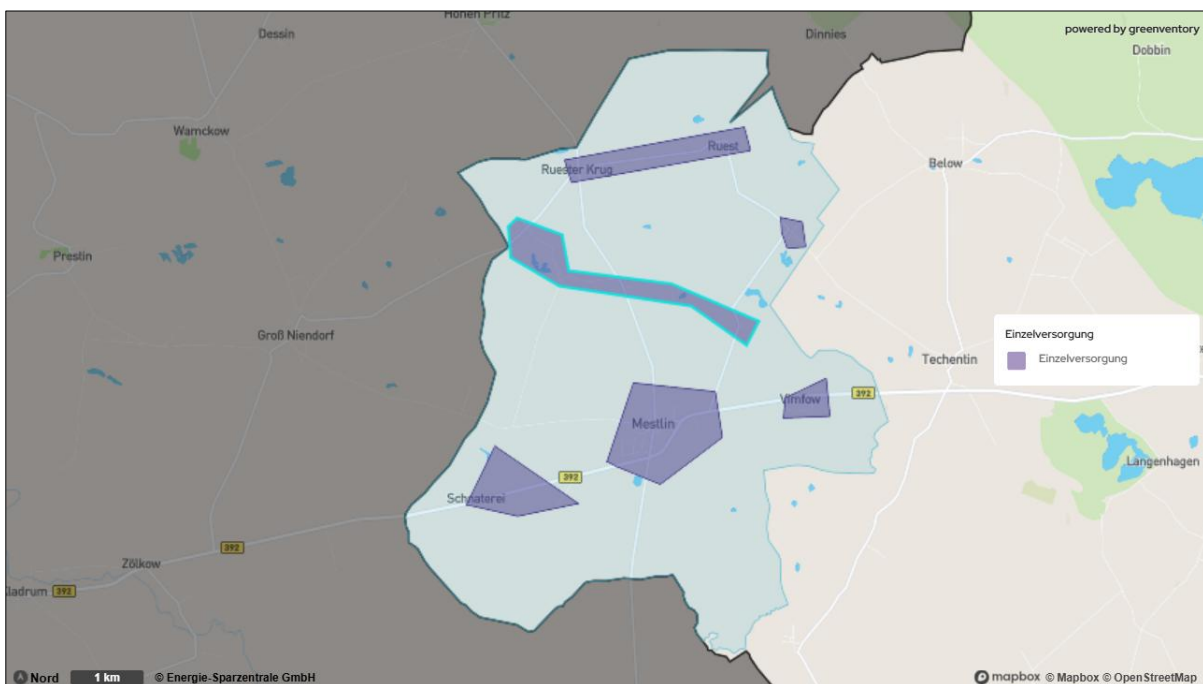 Hohen Pritz
Dessin
Dinnies
powered by greenventory
Dobbin
Warnckow
Ruest
Ruester Krug
Below
Prestin
Groß Niendorf
Einzelversorgung
Einzelversorgung
Techentin
Vimfow
392
Mestlin
392
Langenhagen
Schnaterei
392
Zölkow
Kladrum 392
Nord 1 km © Energie-Sparzentrale GmbH
mapbox © Mapbox © OpenStreetMap